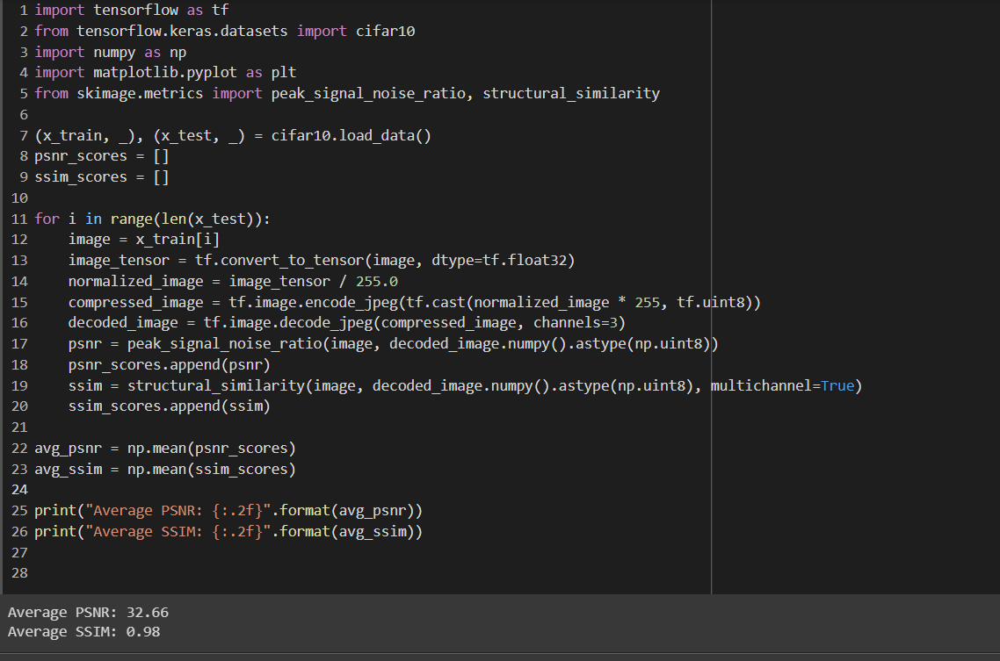 1 import tensorflow as tf
2 from tensorflow.keras.datasets import cifar10
3 import numpy as np
4 import matplotlib.pyplot as plt
5 from skimage.metrics import peak_signal_noise_ratio, structural_similarity
6
7 (x_train, _), (x_test, _) = cifar10.load_data()
8 psnr_scores = []
9 ssim_scores = []
10
11 for i in range(len(x_test)):
12     image = x_train[i]
13     image_tensor = tf.convert_to_tensor(image, dtype=tf.float32)
14     normalized_image = image_tensor / 255.0
15     compressed_image = tf.image.encode_jpeg(tf.cast(normalized_image * 255, tf.uint8))
16     decoded_image = tf.image.decode_jpeg(compressed_image, channels=3)
17     psnr = peak_signal_noise_ratio(image, decoded_image.numpy().astype(np.uint8))
18     psnr_scores.append(psnr)
19     ssim = structural_similarity(image, decoded_image.numpy().astype(np.uint8), multichannel=True)
20     ssim_scores.append(ssim)
21
22 avg_psnr = np.mean(psnr_scores)
23 avg_ssim = np.mean(ssim_scores)
24
25 print("Average PSNR: {:.2f}".format(avg_psnr))
26 print("Average SSIM: {:.2f}".format(avg_ssim))
27
28
Average PSNR: 32.66
Average SSIM: 0.98